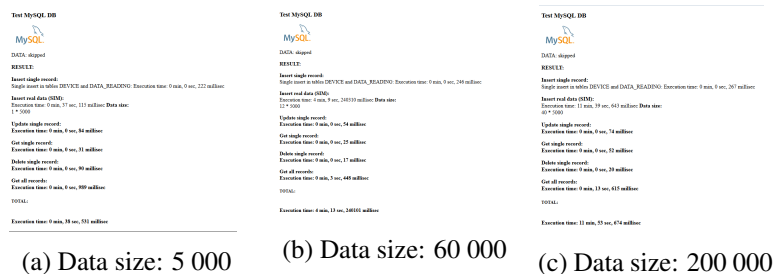 Test MySQL DB
MySQL
DATA: skipped
RESULT:
Insert single record:
Single insert in tables DEVICE and DATA_READING: Execution time: 0 min, 0 sec, 222 millisec
Insert real data (SIM):
Execution time: 0 min, 37 sec, 115 millisec Data size:
1 * 5000
Update single record:
Execution time: 0 min, 0 sec, 84 millisec
Get single record:
Execution time: 0 min, 0 sec, 31 millisec
Delete single record:
Execution time: 0 min, 0 sec, 90 millisec
Get all records:
Execution time: 0 min, 0 sec, 989 millisec
TOTAL:
Execution time: 0 min, 38 sec, 531 millisec
(a) Data size: 5 000
Test MySQL DB
MySQL
DATA: skipped
RESULT:
Insert single record:
Single insert in tables DEVICE and DATA_READING: Execution time: 0 min, 0 sec, 246 millisec
Insert real data (SIM):
Execution time: 4 min, 9 sec, 249310 millisec Data size:
12 * 5000
Update single record:
Execution time: 0 min, 0 sec, 54 millisec
Get single record:
Execution time: 0 min, 0 sec, 25 millisec
Delete single record:
Execution time: 0 min, 0 sec, 17 millisec
Get all records:
Execution time: 0 min, 3 sec, 448 millisec
TOTAL:
Execution time: 4 min, 13 sec, 240101 millisec
(b) Data size: 60 000
Test MySQL DB
MySQL
DATA: skipped
RESULT:
Insert single record:
Single insert in tables DEVICE and DATA_READING: Execution time: 0 min, 0 sec, 267 millisec
Insert real data (SIM):
Execution time: 11 min, 39 sec, 643 millisec Data size:
40 * 5000
Update single record:
Execution time: 0 min, 0 sec, 74 millisec
Get single record:
Execution time: 0 min, 0 sec, 52 millisec
Delete single record:
Execution time: 0 min, 0 sec, 20 millisec
Get all records:
Execution time: 0 min, 13 sec, 615 millisec
TOTAL:
Execution time: 11 min, 53 sec, 674 millisec
(c) Data size: 200 000